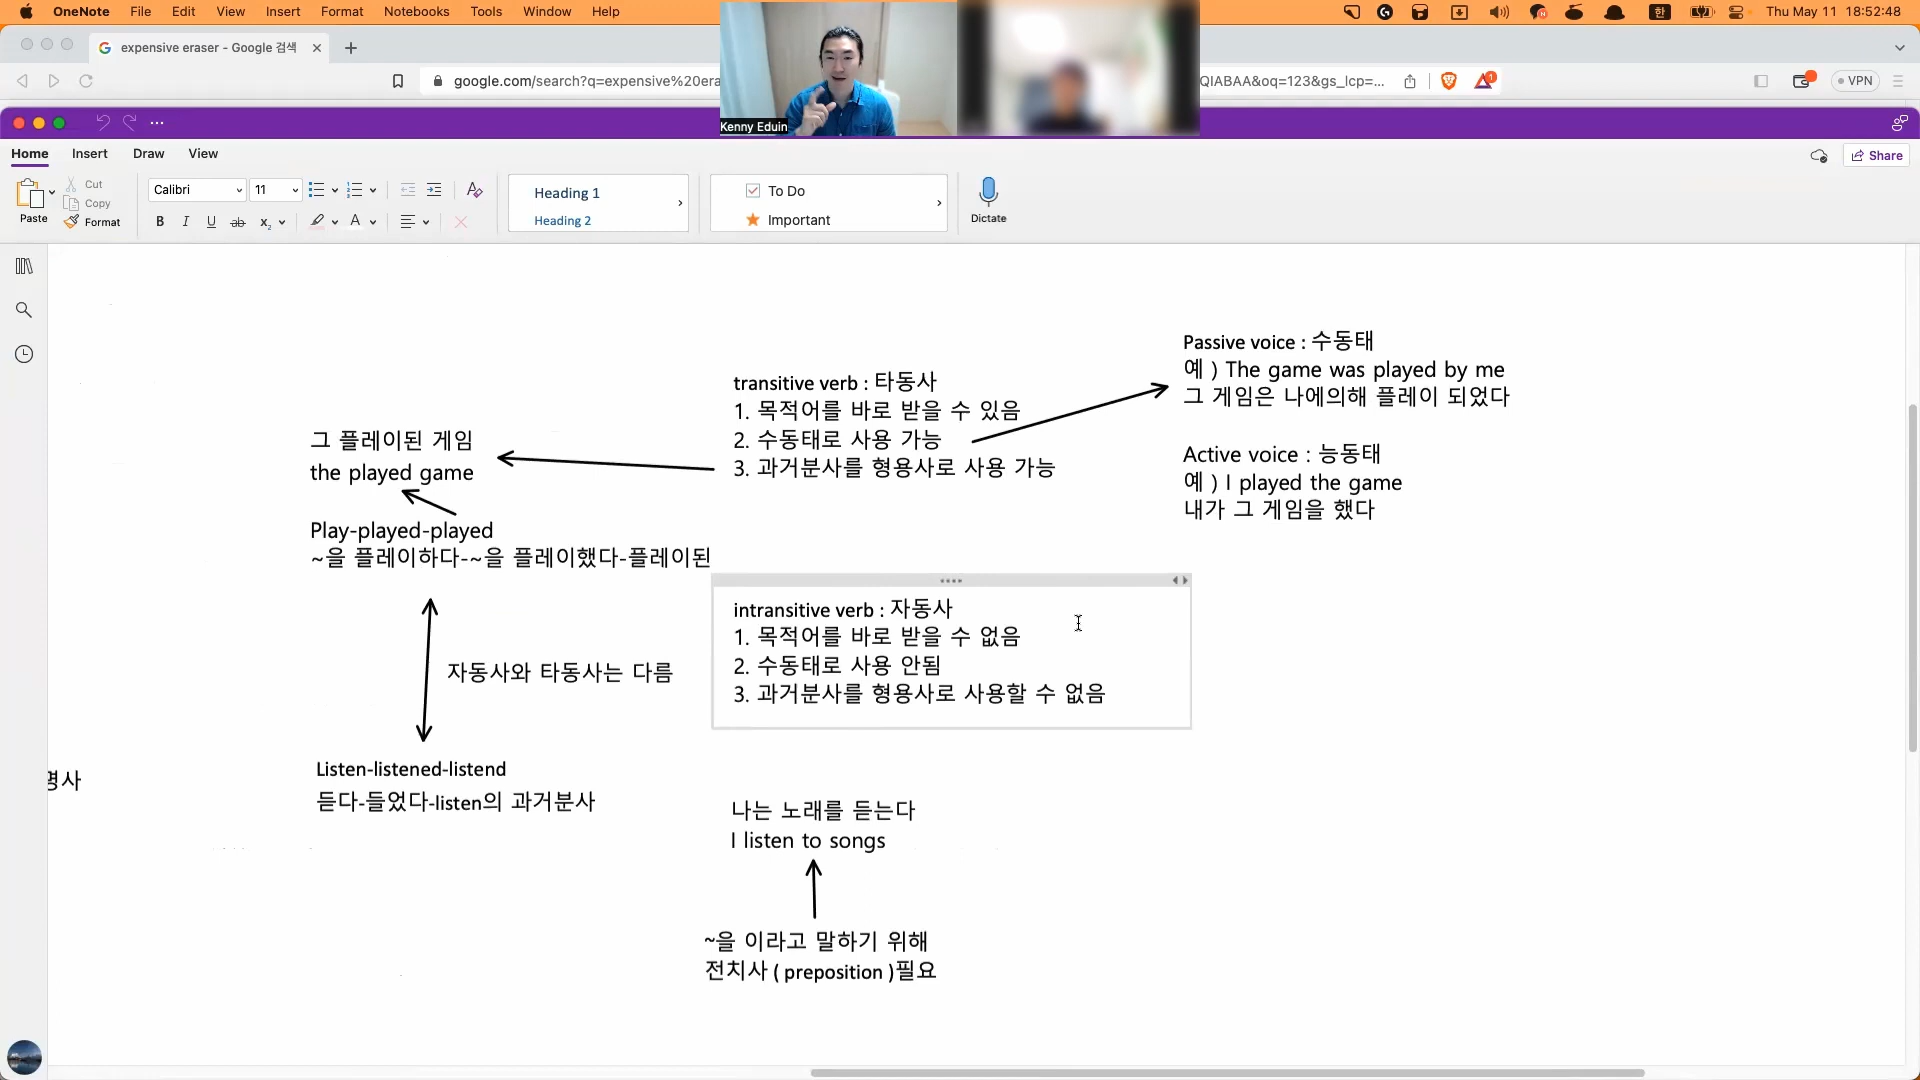 OneNote File Edit View Insert Format Notebooks Tools Window Help
한 Thu May 11 18:52:48
expensive eraser - Google 검색
google.com/search?q=expensive%20era
QIABAA&oq=123&gs_lcp=...
1
VPN
Kenny Eduin
Home Insert Draw View
Share
Paste
Cut
Copy
Format
Calibri 11
B I U ab x₂ A
Heading 1
Heading 2
To Do
Important
Dictate
Passive voice : 수동태
예 ) The game was played by me
그 게임은 나에의해 플레이 되었다
Active voice : 능동태
예 ) I played the game
내가 그 게임을 했다
transitive verb : 타동사
1. 목적어를 바로 받을 수 있음
2. 수동태로 사용 가능
3. 과거분사를 형용사로 사용 가능
그 플레이된 게임
the played game
Play-played-played
~을 플레이하다-~을 플레이했다-플레이된
intransitive verb : 자동사
1. 목적어를 바로 받을 수 없음
2. 수동태로 사용 안됨
3. 과거분사를 형용사로 사용할 수 없음
자동사와 타동사는 다름
Listen-listened-listend
듣다-들었다-listen의 과거분사
명사
나는 노래를 듣는다
I listen to songs
~을 이라고 말하기 위해
전치사 ( preposition )필요